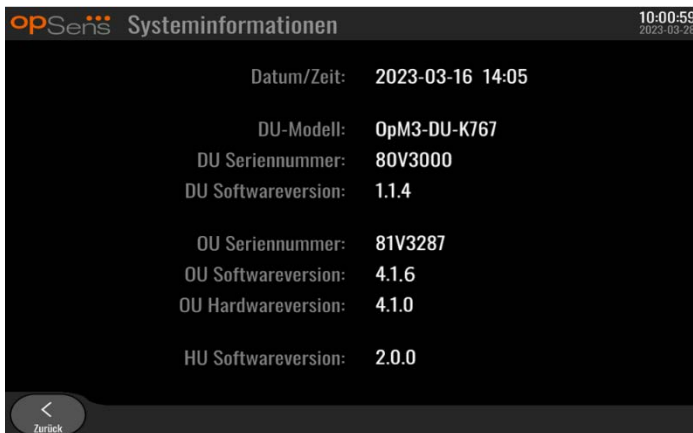 opSens Systeminformationen 10:00:59
2023-03-28
Datum/Zeit: 2023-03-16 14:05
DU-Modell: OpM3-DU-K767
DU Seriennummer: 80V3000
DU Softwareversion: 1.1.4
OU Seriennummer: 81V3287
OU Softwareversion: 4.1.6
OU Hardwareversion: 4.1.0
HU Softwareversion: 2.0.0
Zurück